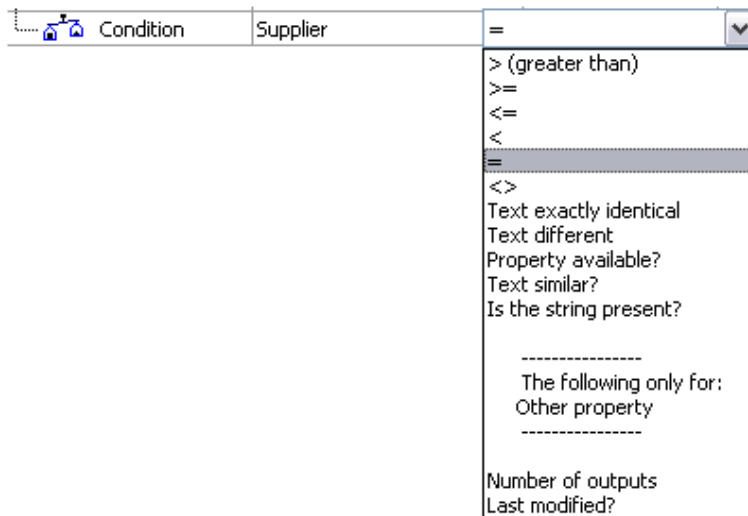 Condition Supplier =
> (greater than)
>=
<=
<
=
<>
Text exactly identical
Text different
Property available?
Text similar?
Is the string present?
----------------
The following only for:
Other property
----------------
Number of outputs
Last modified?